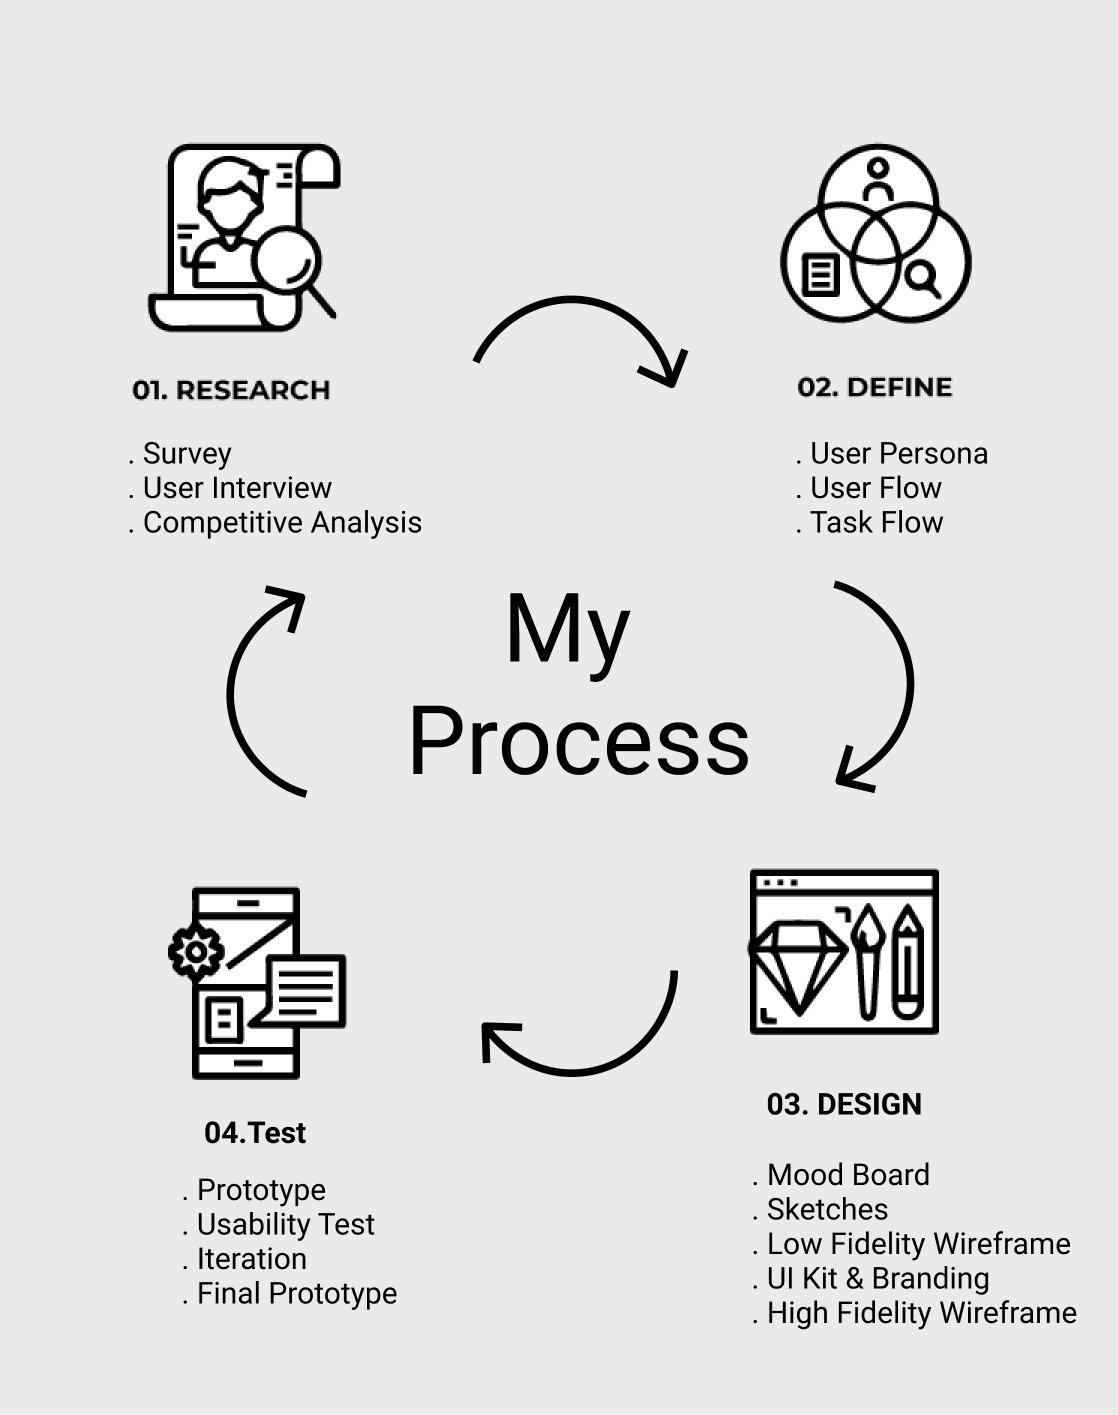 01. RESEARCH
. Survey
. User Interview
. Competitive Analysis
02. DEFINE
. User Persona
. User Flow
. Task Flow
My
Process
03. DESIGN
. Mood Board
. Sketches
. Low Fidelity Wireframe
. UI Kit & Branding
. High Fidelity Wireframe
04.Test
. Prototype
. Usability Test
. Iteration
. Final Prototype